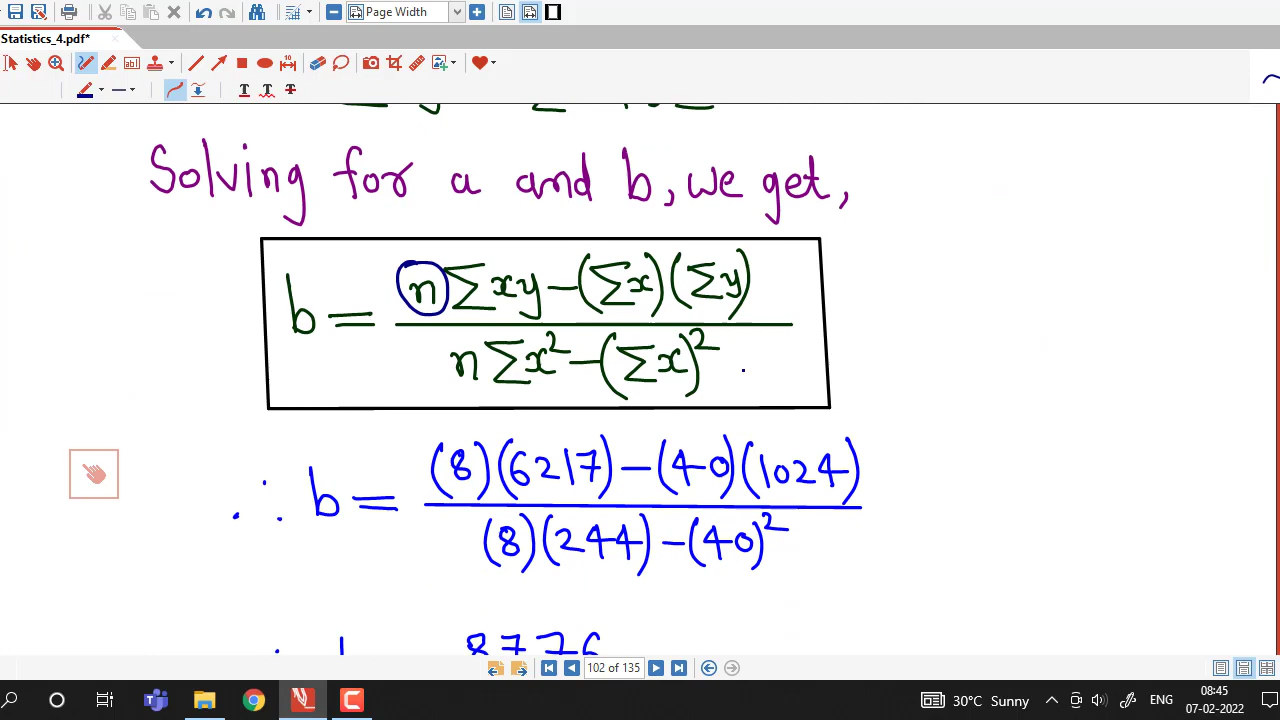 Page Width
Statistics_4.pdf*
Solving for a and b, we get,
b = n∑xy − (∑x)(∑y) / n∑x² − (∑x)²
∴ b = (8)(6217) − (40)(1024) / (8)(244) − (40)²
8776
102 of 135
30°C Sunny
ENG
08:45
07-02-2022